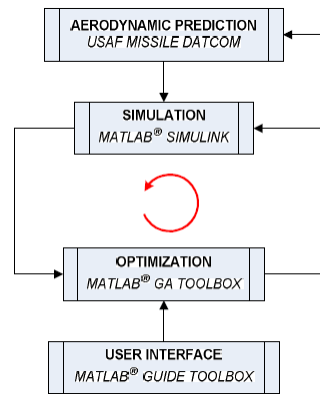 AERODYNAMIC PREDICTION
USAF MISSILE DATCOM
SIMULATION
MATLAB® SIMULINK
OPTIMIZATION
MATLAB® GA TOOLBOX
USER INTERFACE
MATLAB® GUIDE TOOLBOX